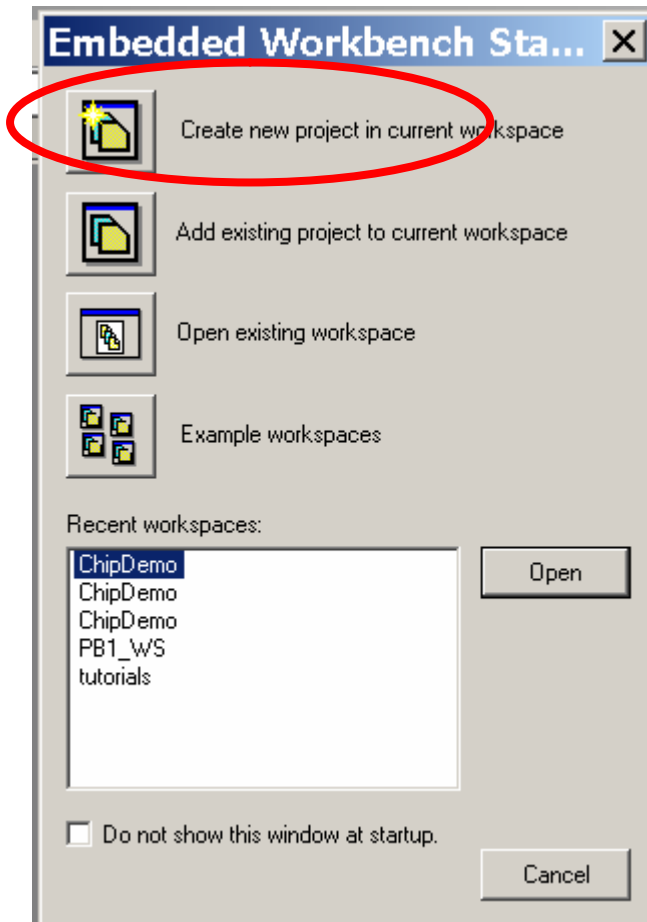 Embedded Workbench Sta...
Create new project in current workspace
Add existing project to current workspace
Open existing workspace
Example workspaces
Recent workspaces:
ChipDemo
Open
ChipDemo
ChipDemo
PB1_WS
tutorials
Do not show this window at startup.
Cancel